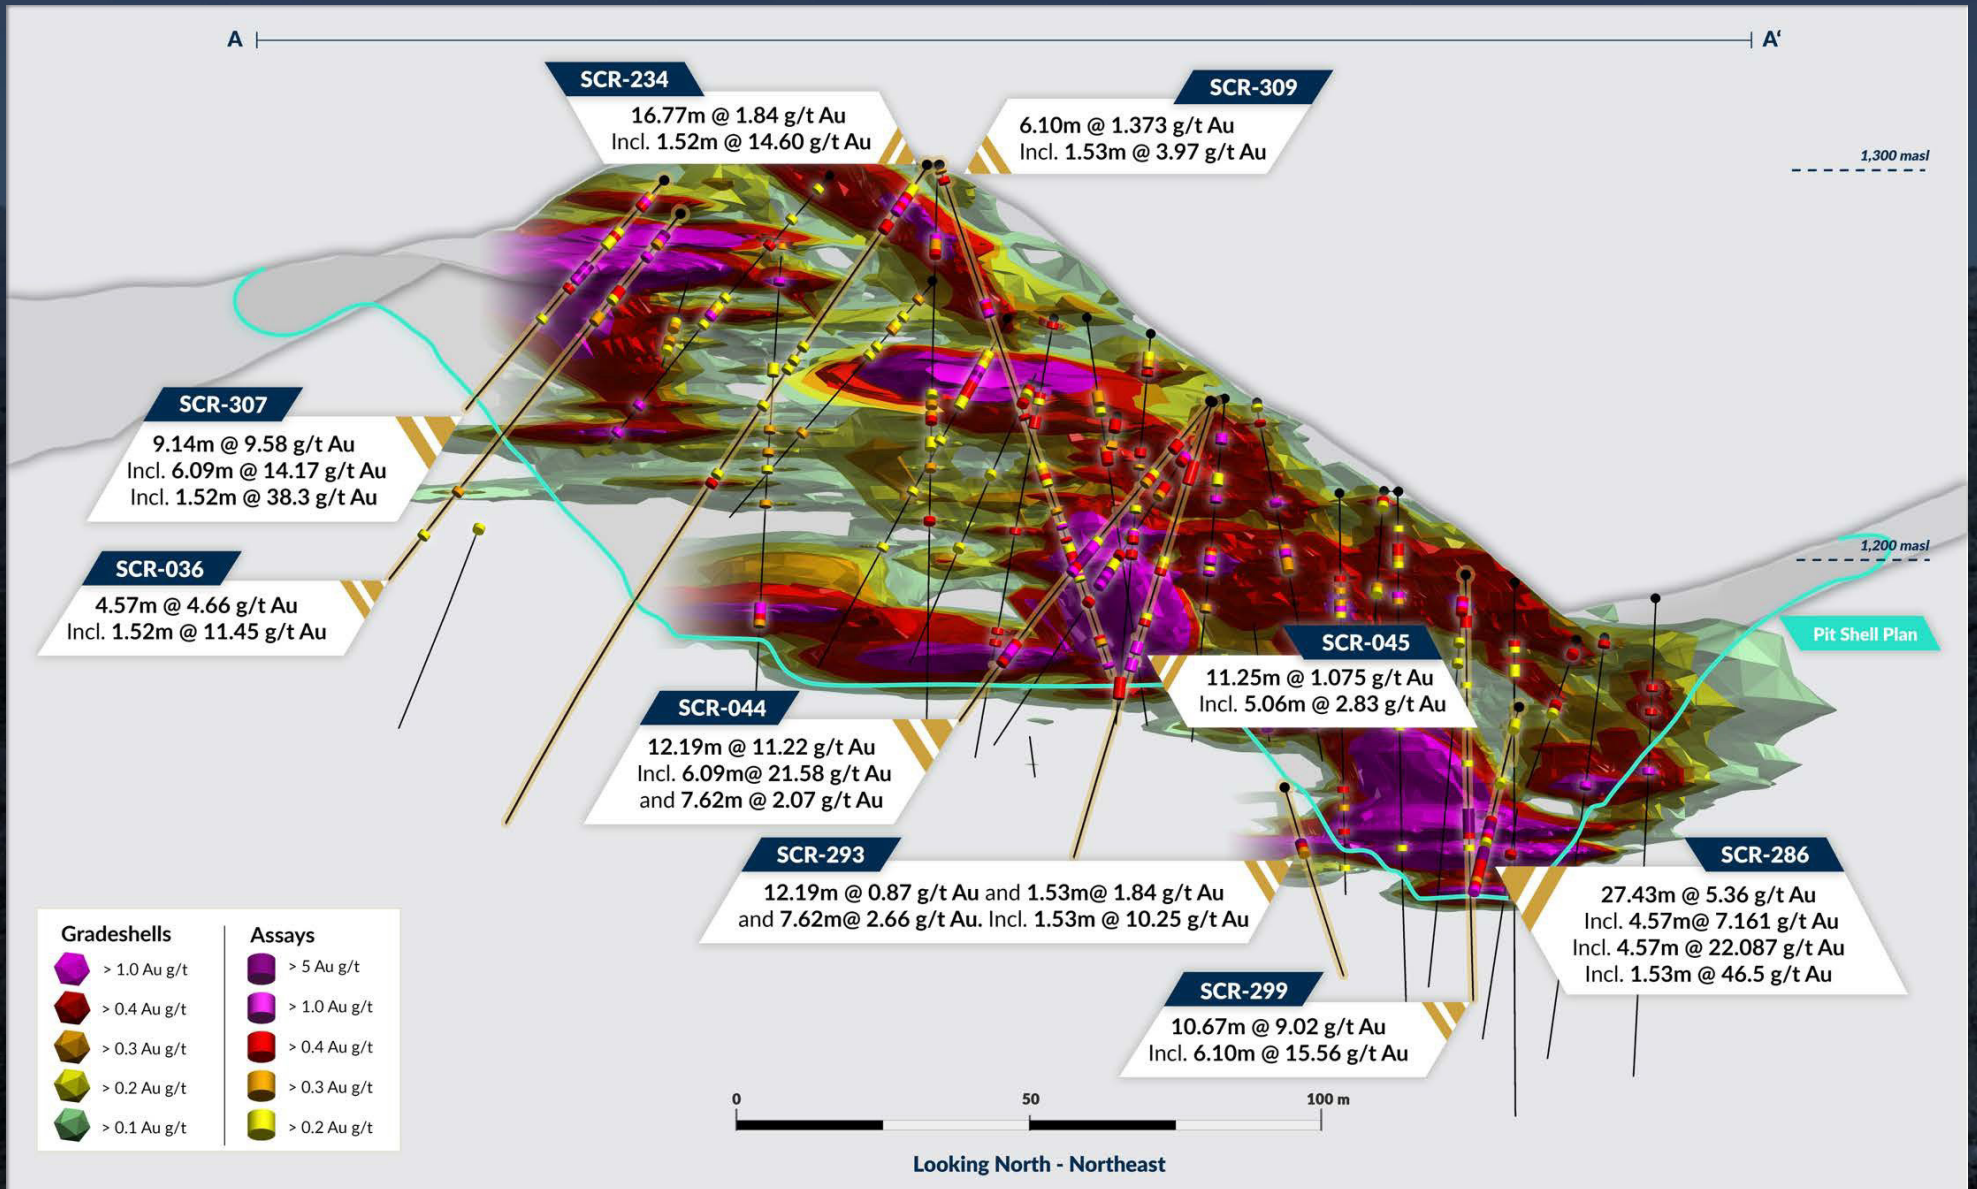 A
A‘
SCR-234
16.77m @ 1.84 g/t Au
Incl. 1.52m @ 14.60 g/t Au
SCR-309
6.10m @ 1.373 g/t Au
Incl. 1.53m @ 3.97 g/t Au
1,300 masl
SCR-307
9.14m @ 9.58 g/t Au
Incl. 6.09m @ 14.17 g/t Au
Incl. 1.52m @ 38.3 g/t Au
SCR-036
4.57m @ 4.66 g/t Au
Incl. 1.52m @ 11.45 g/t Au
1,200 masl
Pit Shell Plan
SCR-045
11.25m @ 1.075 g/t Au
Incl. 5.06m @ 2.83 g/t Au
SCR-044
12.19m @ 11.22 g/t Au
Incl. 6.09m@ 21.58 g/t Au
and 7.62m @ 2.07 g/t Au
SCR-293
12.19m @ 0.87 g/t Au and 1.53m@ 1.84 g/t Au
and 7.62m@ 2.66 g/t Au. Incl. 1.53m @ 10.25 g/t Au
SCR-286
27.43m @ 5.36 g/t Au
Incl. 4.57m@ 7.161 g/t Au
Incl. 4.57m @ 22.087 g/t Au
Incl. 1.53m @ 46.5 g/t Au
SCR-299
10.67m @ 9.02 g/t Au
Incl. 6.10m @ 15.56 g/t Au
Gradeshells
> 1.0 Au g/t
> 0.4 Au g/t
> 0.3 Au g/t
> 0.2 Au g/t
> 0.1 Au g/t
Assays
> 5 Au g/t
> 1.0 Au g/t
> 0.4 Au g/t
> 0.3 Au g/t
> 0.2 Au g/t
0
50
100 m
Looking North - Northeast